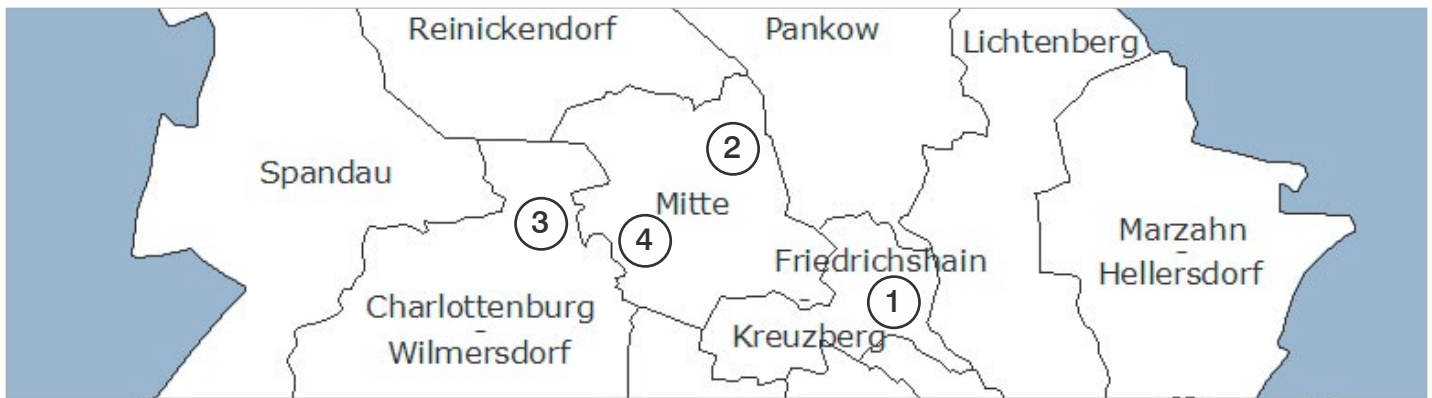 Reinickendorf
Pankow
Lichtenberg
2
Spandau
Mitte
3
4
Marzahn
-
Hellersdorf
Friedrichshain
-
Kreuzberg
1
Charlottenburg
-
Wilmersdorf